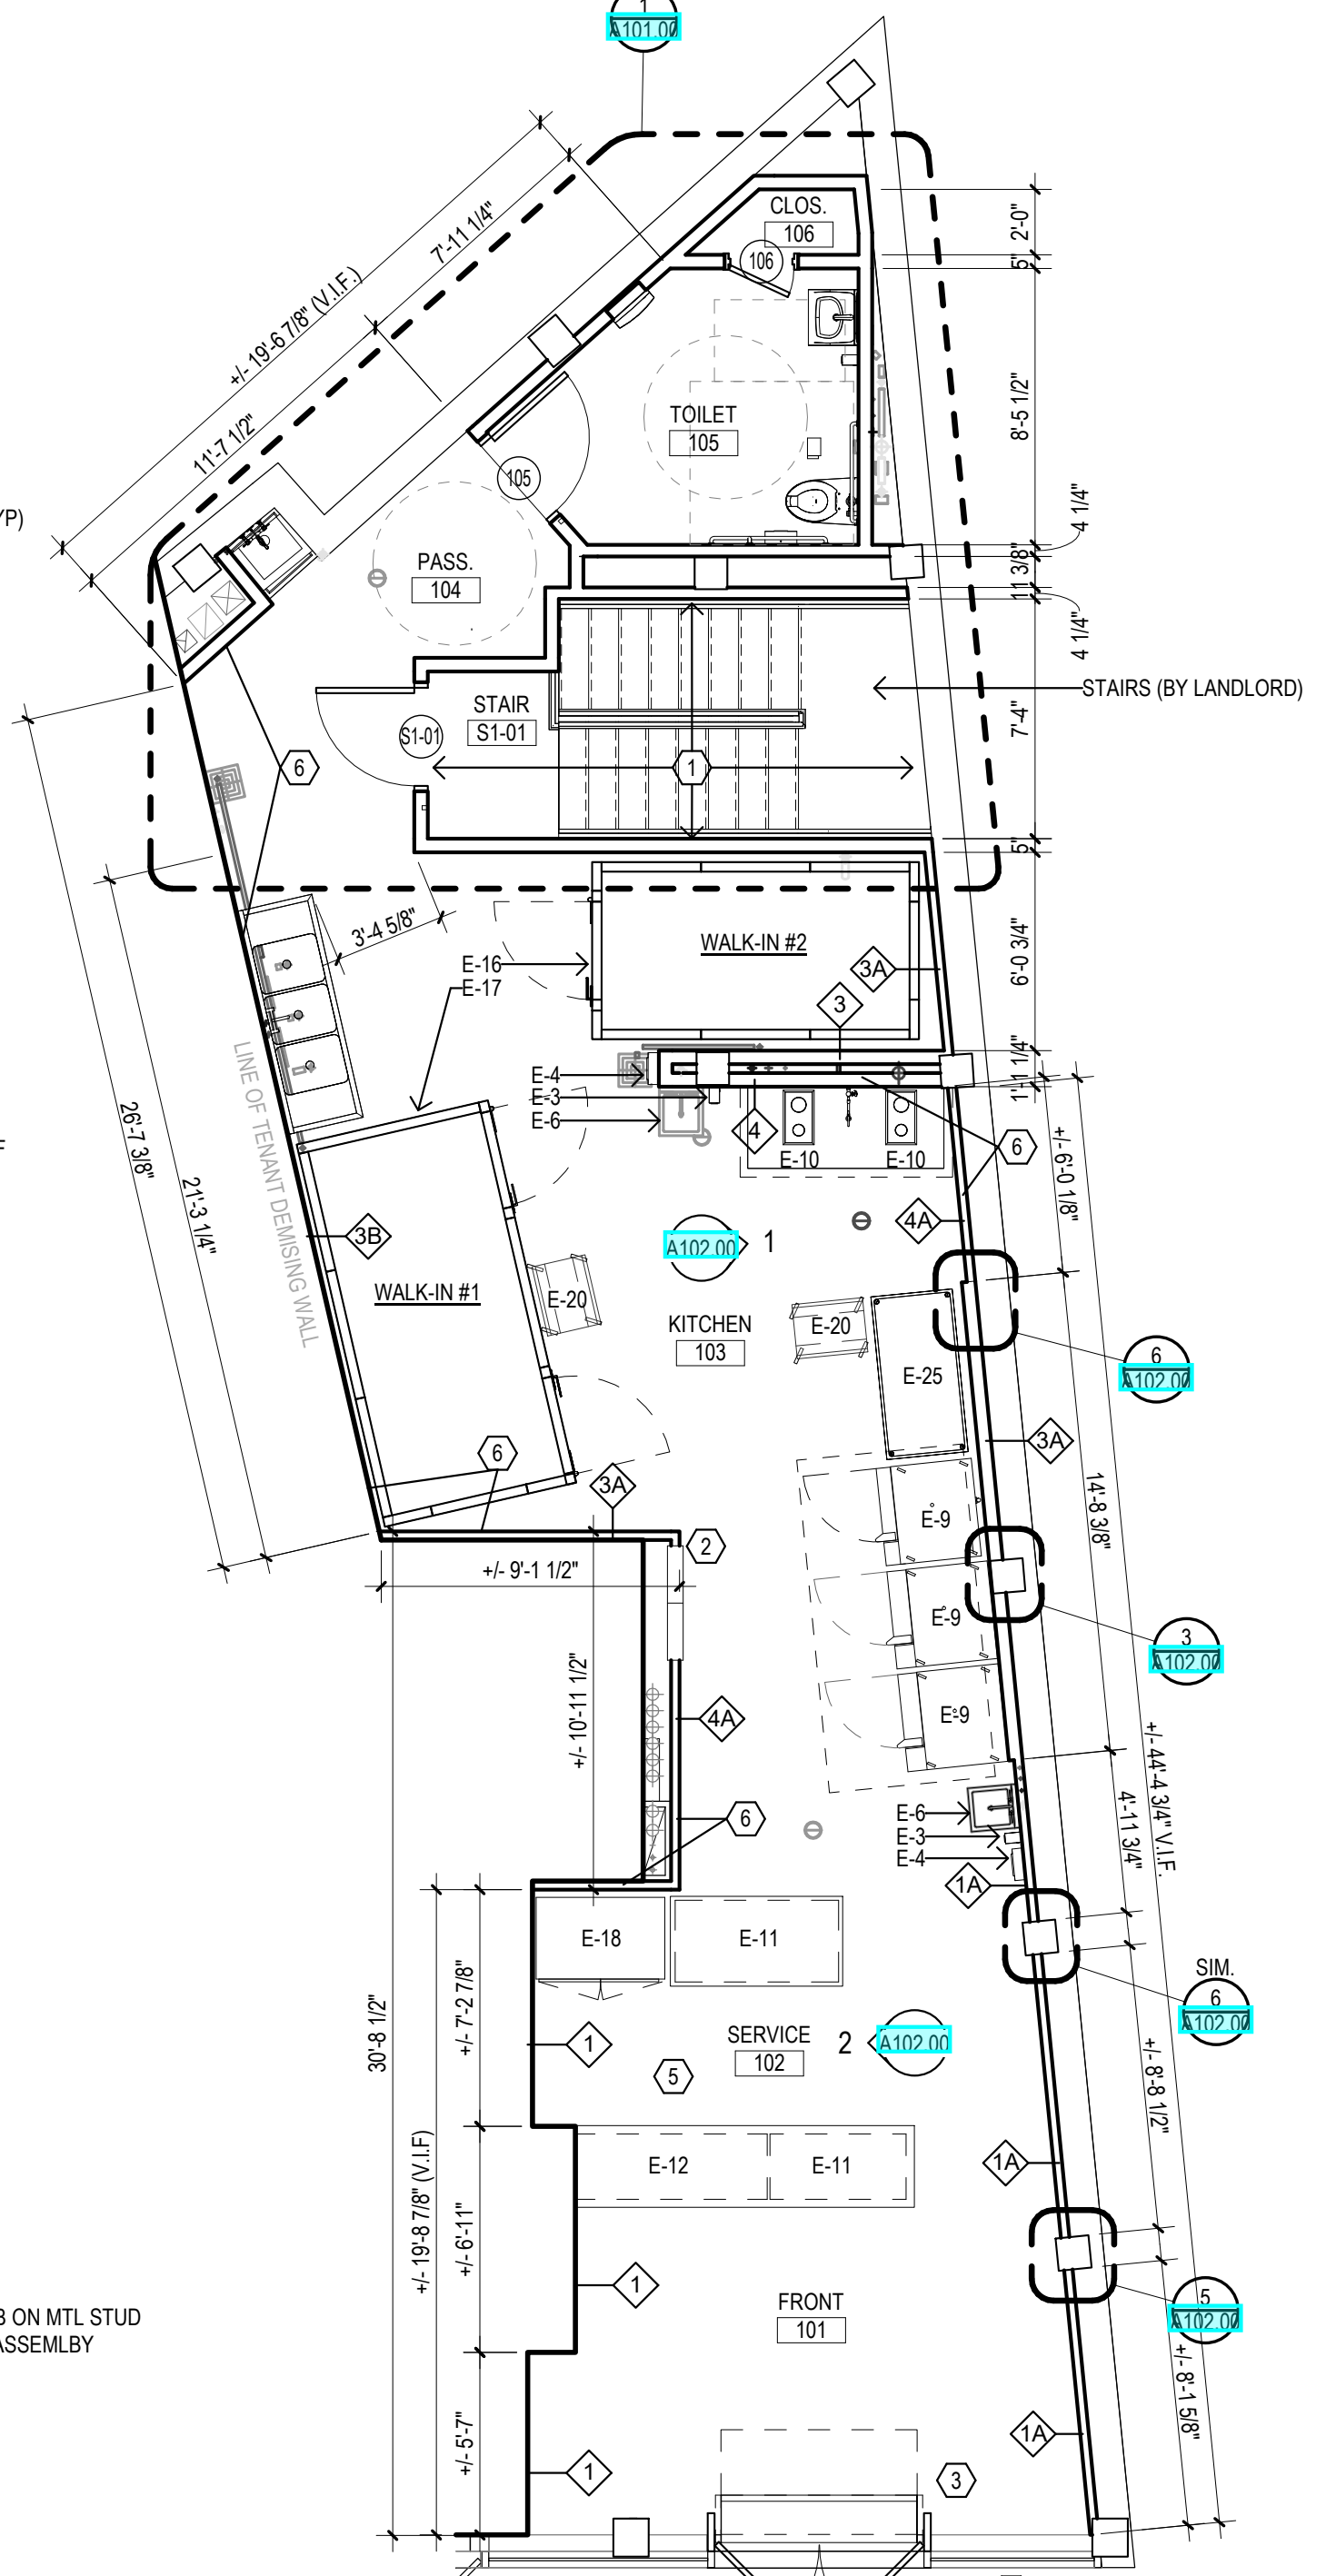 1
A101.00
CLOS.
106
106
2'-0"
5"
7'-11 1/4"
+/- 19'-6 7/8" (V.I.F.)
11'-7 1/2"
TOILET
105
105
8'-5 1/2"
4 1/4"
11 3/8"
4 1/4"
YP)
PASS.
104
STAIRS (BY LANDLORD)
STAIR
S1-01
S1-01
7'-4"
6
1
5"
3'-4 5/8"
WALK-IN #2
E-16
E-17
3A
3
6'-0 3/4"
1'-1 1/4"
LINE OF TENANT DEMISING WALL
E-4
E-3
E-6
4
E-10
E-10
6
+/- 6'-0 1/8"
26'-7 3/8"
21'-3 1/4"
3B
4A
A102.00
1
WALK-IN #1
E-20
KITCHEN
103
E-20
E-25
6
A102.00
3A
14'-8 3/8"
6
3A
E-9
2
+/- 9'-1 1/2"
E-9
3
A102.00
+/- 10'-11 1/2"
4A
E-9
+/- 44'-4 3/4" V.I.F.
6
E-6
E-3
E-4
4'-11 3/4"
1A
E-18
E-11
SIM.
6
A102.00
30'-8 1/2"
+/- 7'-2 7/8"
1
SERVICE
102
2
A102.00
5
+/- 8'-8 1/2"
+/- 19'-8 7/8" (V.I.F)
E-12
E-11
1A
+/- 6'-11"
1
FRONT
101
5
A102.00
B ON MTL STUD
ASSEMLBY
+/- 8'-1 5/8"
+/- 5'-7"
1
1A
3